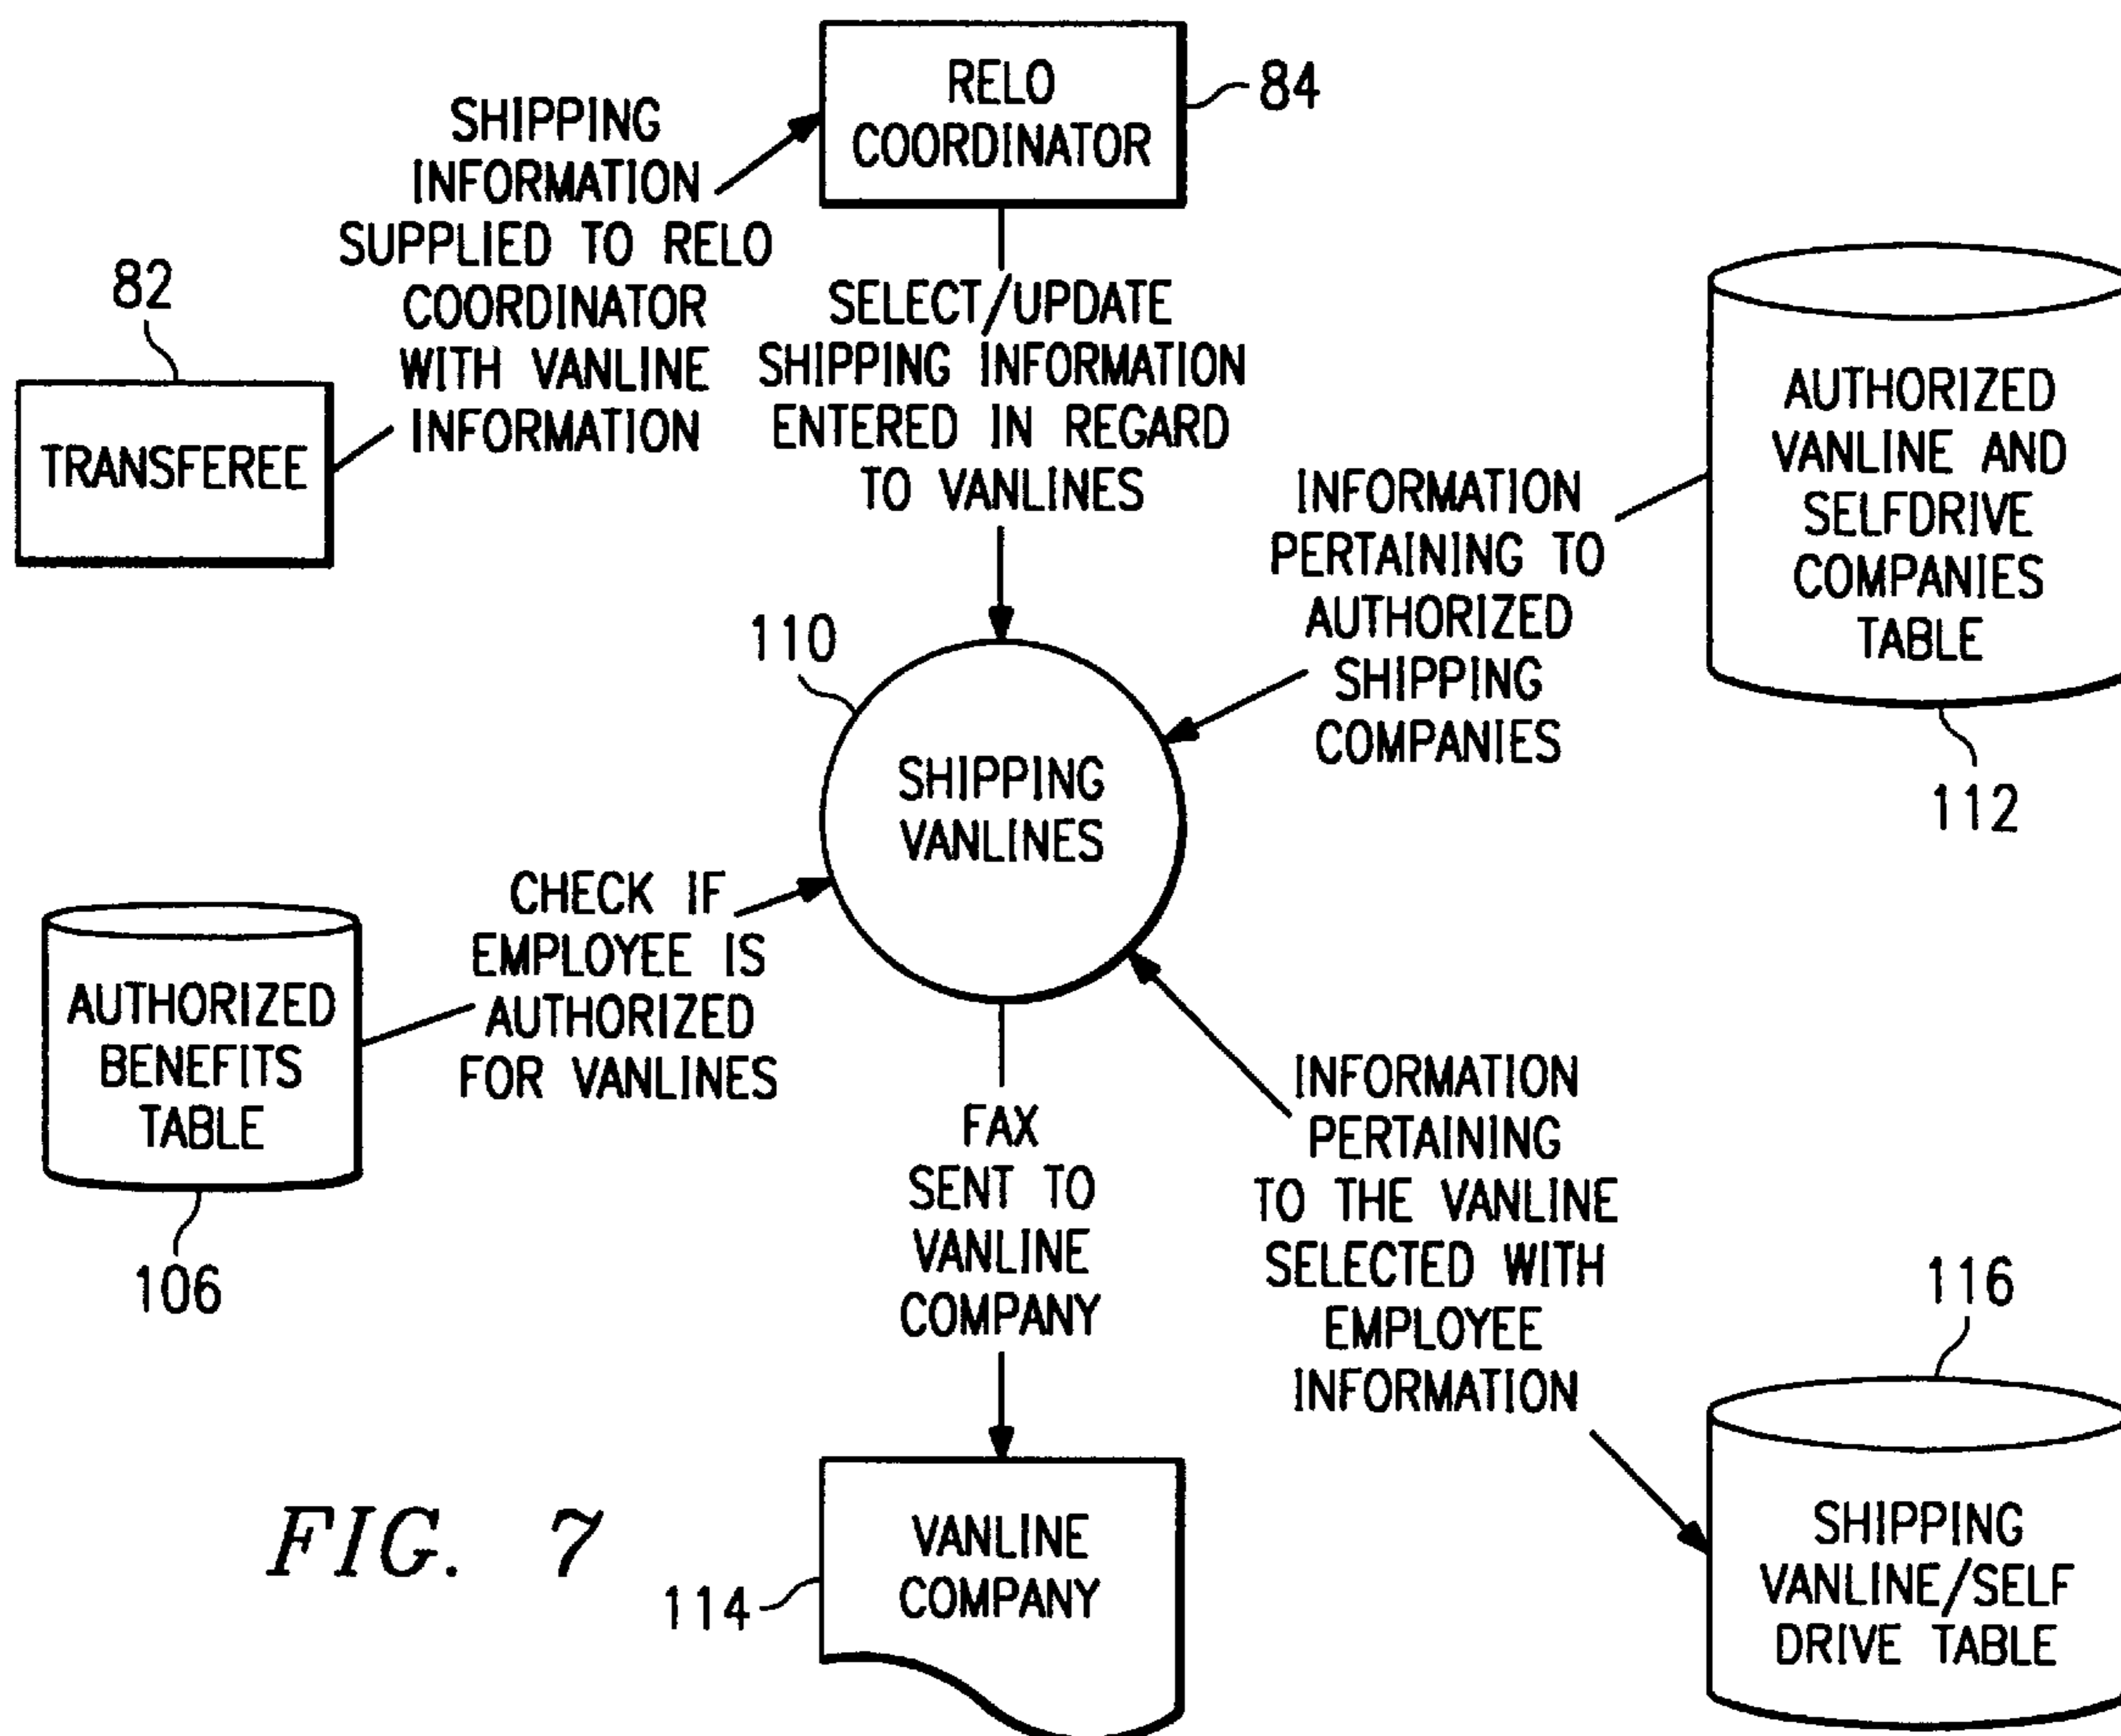 RELO
COORDINATOR
84
SHIPPING
INFORMATION
SUPPLIED TO RELO
COORDINATOR
WITH VANLINE
INFORMATION
82
TRANSFEREE
SELECT/UPDATE
SHIPPING INFORMATION
ENTERED IN REGARD
TO VANLINES
AUTHORIZED
VANLINE AND
SELFDRIVE
COMPANIES
TABLE
112
INFORMATION
PERTAINING TO
AUTHORIZED
SHIPPING
COMPANIES
110
SHIPPING
VANLINES
CHECK IF
EMPLOYEE IS
AUTHORIZED
FOR VANLINES
AUTHORIZED
BENEFITS
TABLE
106
FAX
SENT TO
VANLINE
COMPANY
INFORMATION
PERTAINING
TO THE VANLINE
SELECTED WITH
EMPLOYEE
INFORMATION
116
SHIPPING
VANLINE/SELF
DRIVE TABLE
VANLINE
COMPANY
114
FIG. 7